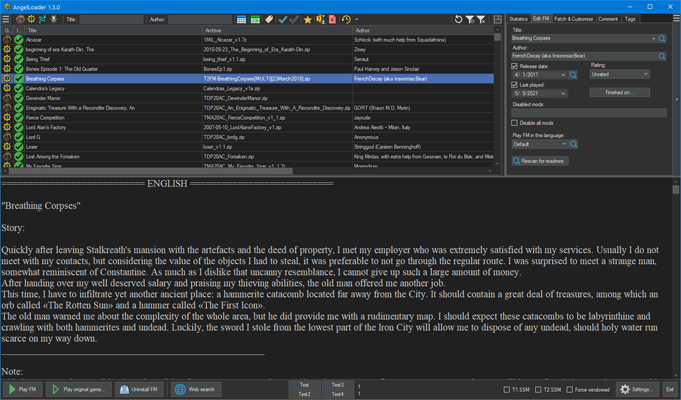 AngelLoader 1.5.0
Title:
Author:
G...
I...
Title
Archive
Author
Alcazar 1MIL_Alcazar_v1.7z Schlock (with much help from Squadafroin)
beginning of era Karath-Din, The 2010-09-23_The_Beginning_of_Era_Karath-Din.zip Zmey
Being Thief being_thief_v1.1.zip Sensut
Bones Episode 1: The Old Quarter BonesEp1.zip Paul Harvey and Jason Sinclair
Breathing Corpses T2FM-BreathingCorpses[MULTI][23March2018].zip FrenchDecay (aka InsomniacBear)
Calendra's Legacy Calendras_Legacy_v1a.zip
Dewinder Manor TDP20AC_DewinderManor.zip
Enigmatic Treasure With a Recondite Discovery, An TDP20AC_An_Enigmatic_Treasure_With_A_Recondite_Discovery.zip GORT (Shaun M.D. Morin)
Fierce Competition TMA20AC_FierceCompetition_v1_1.zip Jayrude
Lord Alan's Factory 2007-05-10_LordAlansFactory_v1.zip Andrea Aleotti - Milan, Italy
Lord G TDP20AC_lordg.zip Anonymous
Loser loser_v1.1.zip Stringgod (Carsten Benninghoff)
Lost Among the Forsaken TDP20AC_Forsaken.zip King Mirdas, with extra help from Gwonam, le Roi du Bak, and Mist
Statistics
Edit FM
Patch & Customize
Comment
Tags
Title:
Breathing Corpses
Author:
FrenchDecay (aka InsomniacBear)
Release date:
Rating:
4/ 1/2017
Unrated
Last played:
5/ 9/2021
Finished on...
Disabled mods:
Disable all mods
Play FM in this language:
Default
Rescan for readmes
ENGLISH
"Breathing Corpses"
Story:
Quickly after leaving Stalkreath's mansion with the artefacts and the deed of property, I met my employer who was extremely satisfied with my services. Usually I do not
meet with my contacts, but considering the value of the objects I had to steal, it was preferable to not go through the regular route. I was surprised to meet a strange man,
somewhat reminiscent of Constantine. As much as I dislike that uncanny resemblance, I cannot give up such a large amount of money.
After handing over my well deserved salary and praising my thieving abilities, the old man offered me another job.
This time, I have to infiltrate yet another ancient place: a hammerite catacomb located far away from the City. It should contain a great deal of treasures, among which an
orb called «The Rotten Sun» and a hammer called «The First Icon».
The old man warned me about the complexity of the whole area, but he did provide me with a rudimentary map. I should expect these catacombs to be labyrinthine and
crawling with both hammerites and undead. Luckily, the sword I stole from the lowest part of the Iron City will allow me to dispose of any undead, should holy water run
scarce on my way down.
Note:
Play FM
Play original game...
Uninstall FM
Web search
Test
Test3
1
Test2
Test4
1
T1 SSM
T2 SSM
Force windowed
Settings...
Exit